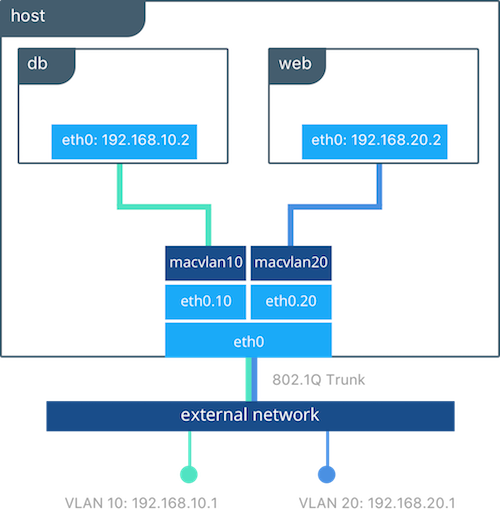 host
db
web
eth0: 192.168.10.2
eth0: 192.168.20.2
macvlan10
macvlan20
eth0.10
eth0.20
eth0
802.1Q Trunk
external network
VLAN 10: 192.168.10.1
VLAN 20: 192.168.20.1